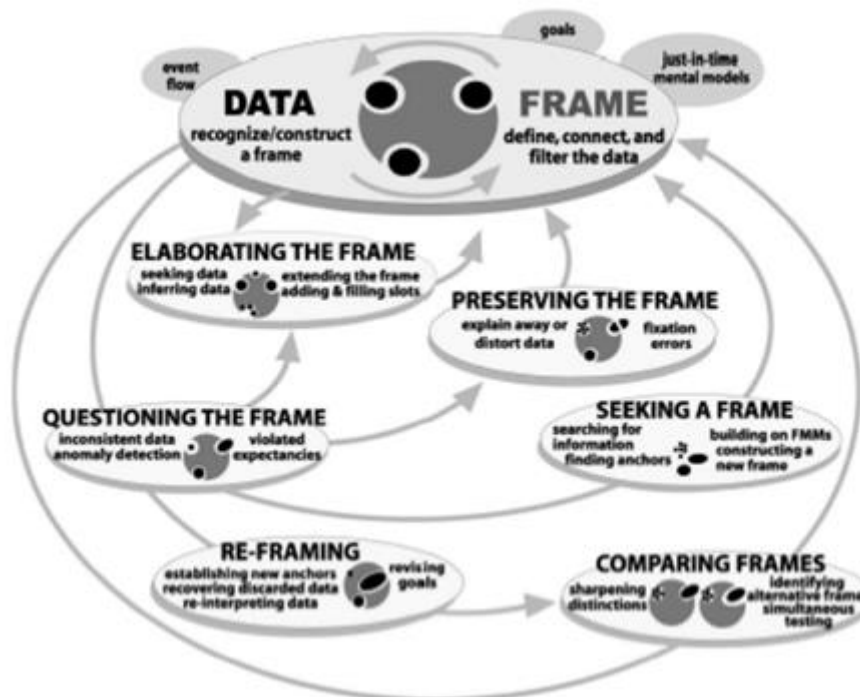 event
flow
goals
just-in-time
mental models
DATA
recognize/construct
a frame
FRAME
define, connect, and
filter the data
ELABORATING THE FRAME
seeking data
inferring data
extending the frame
adding & filling slots
PRESERVING THE FRAME
explain away or
distort data
fixation
errors
QUESTIONING THE FRAME
inconsistent data
anomaly detection
violated
expectancies
SEEKING A FRAME
searching for
information
finding anchors
building on FMMs
constructing a
new frame
RE-FRAMING
establishing new anchors
recovering discarded data
re-interpreting data
revising
goals
COMPARING FRAMES
sharpening
distinctions
identifying
alternative frame
simultaneous
testing